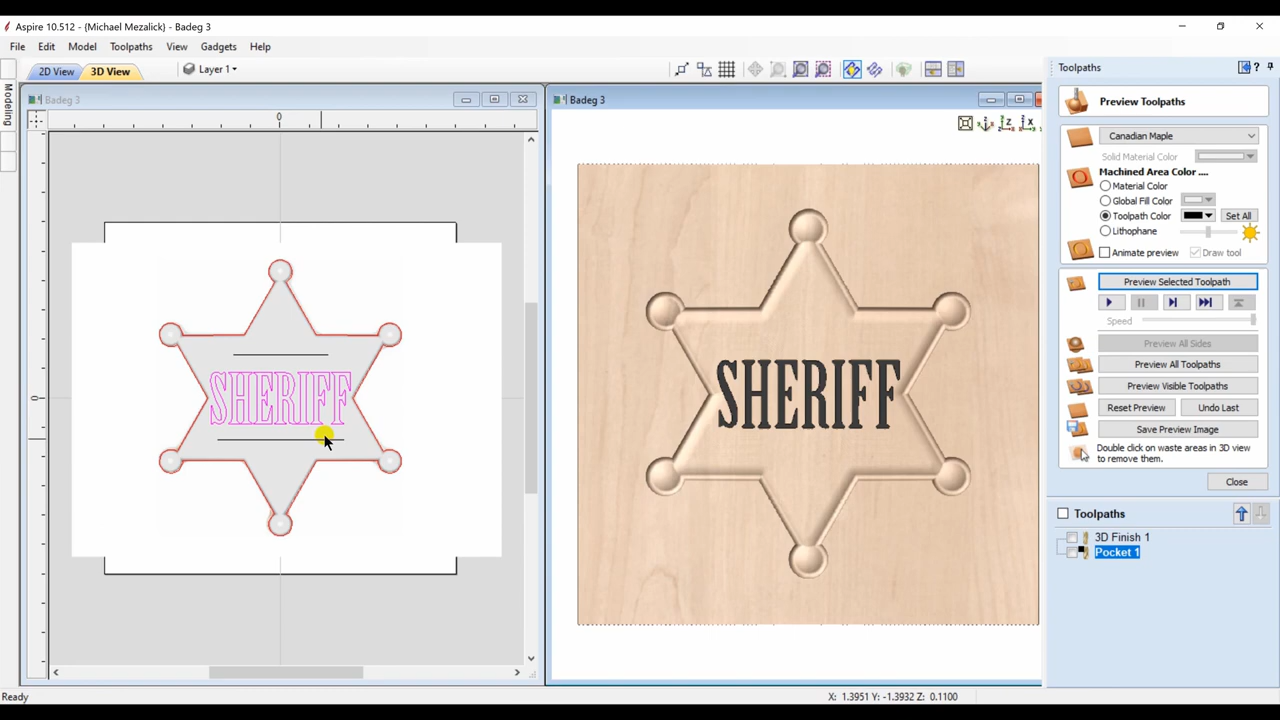 Aspire 10.512 - {Michael Mezalick} - Badeg 3
File Edit Model Toolpaths View Gadgets Help
2D View 3D View Layer 1
Modeling
Badeg 3
0
0
SHERIFF
Badeg 3
Z X
SHERIFF
Toolpaths ?
Preview Toolpaths
Canadian Maple
Solid Material Color
Machined Area Color ....
Material Color
Global Fill Color
Toolpath Color Set All
Lithophane
Animate preview Draw tool
Preview Selected Toolpath
Speed
Preview All Sides
Preview All Toolpaths
Preview Visible Toolpaths
Reset Preview Undo Last
Save Preview Image
Double click on waste areas in 3D view
to remove them.
Close
Toolpaths
3D Finish 1
Pocket 1
Ready X: 1.3951 Y: -1.3932 Z: 0.1100